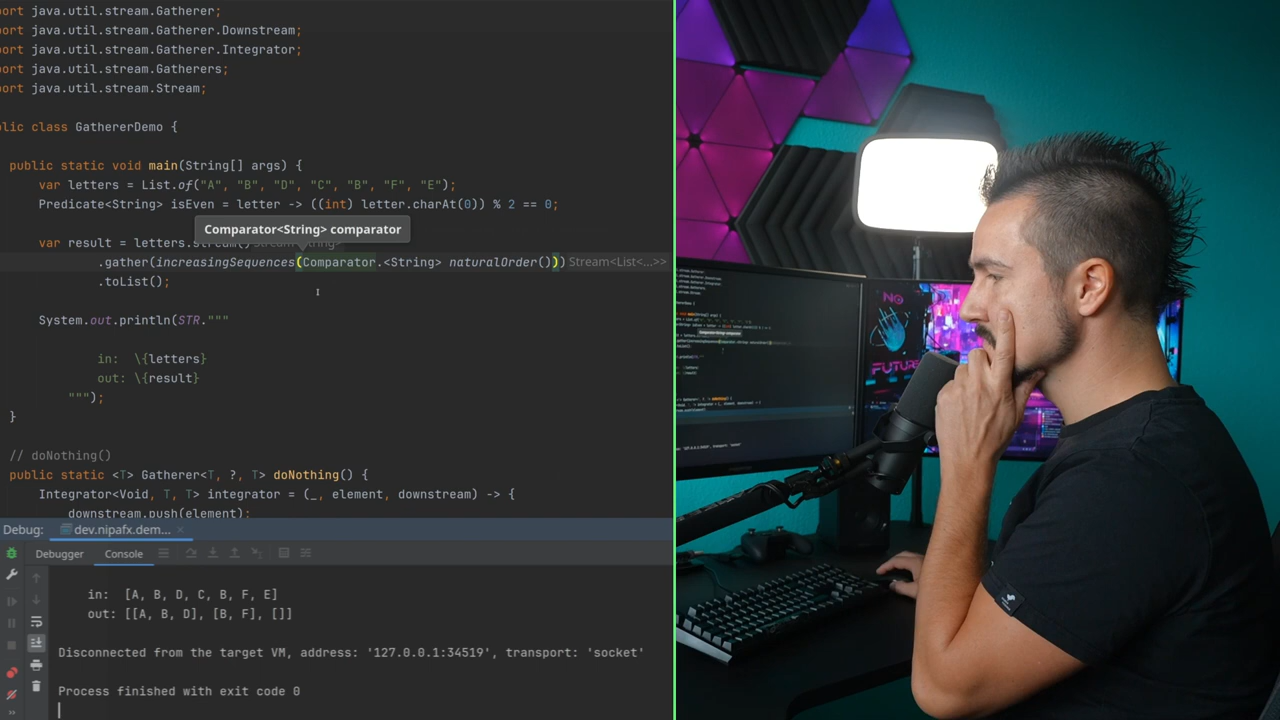 ort java.util.stream.Gatherer;
ort java.util.stream.Gatherer.Downstream;
ort java.util.stream.Gatherer.Integrator;
ort java.util.stream.Gatherers;
ort java.util.stream.Stream;
blic class GathererDemo {
public static void main(String[] args) {
var letters = List.of("A", "B", "D", "C", "B", "F", "E");
Predicate<String> isEven = letter -> ((int) letter.charAt(0)) % 2 == 0;
Comparator<String> comparator
var result = letters.stream() Stream<String>
.gather(increasingSequences(Comparator.<String> naturalOrder())) Stream<List<...>>
.toList();
System.out.println(STR."""
in: \{letters}
out: \{result}
""");
}
// doNothing()
public static <T> Gatherer<T, ?, T> doNothing() {
Integrator<Void, T, T> integrator = (_, element, downstream) -> {
downstream.push(element);
Debug: dev.nipafx.dem... ×
Debugger Console
in: [A, B, D, C, B, F, E]
out: [[A, B, D], [B, F], []]
Disconnected from the target VM, address: '127.0.0.1:34519', transport: 'socket'
Process finished with exit code 0
NO
FUTURE